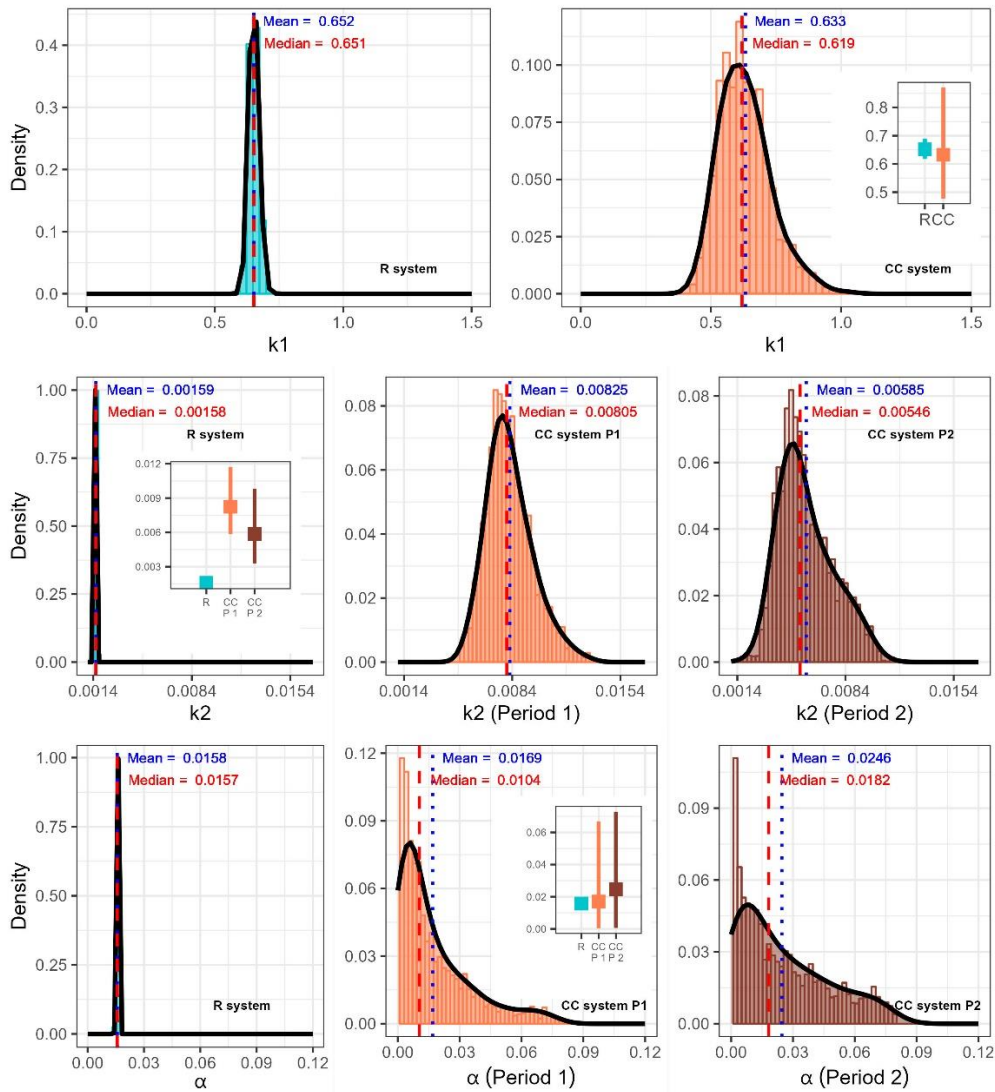 Mean = 0.652
Median = 0.651
0.4
0.3
0.2
0.1
0.0
Density
R system
0.0
0.5
1.0
1.5
k1
Mean = 0.633
Median = 0.619
0.100
0.075
0.050
0.025
0.000
0.8
0.7
0.6
0.5
RCC
CC system
0.0
0.5
1.0
1.5
k1
Mean = 0.00159
Median = 0.00158
R system
1.00
0.75
0.50
0.25
0.00
Density
0.012
0.009
0.006
0.003
R
CC
P 1
CC
P 2
0.0014
0.0084
0.0154
k2
Mean = 0.00825
Median = 0.00805
CC system P1
0.08
0.06
0.04
0.02
0.00
0.0014
0.0084
0.0154
k2 (Period 1)
Mean = 0.00585
Median = 0.00546
CC system P2
0.08
0.06
0.04
0.02
0.00
0.0014
0.0084
0.0154
k2 (Period 2)
Mean = 0.0158
Median = 0.0157
1.00
0.75
0.50
0.25
0.00
Density
R system
0.00
0.03
0.06
0.09
0.12
α
Mean = 0.0169
Median = 0.0104
0.12
0.09
0.06
0.03
0.00
0.06
0.04
0.02
0.00
R
CC
P 1
CC
P 2
CC system P1
0.00
0.03
0.06
0.09
0.12
α (Period 1)
Mean = 0.0246
Median = 0.0182
0.09
0.06
0.03
0.00
CC system P2
0.00
0.03
0.06
0.09
0.12
α (Period 2)